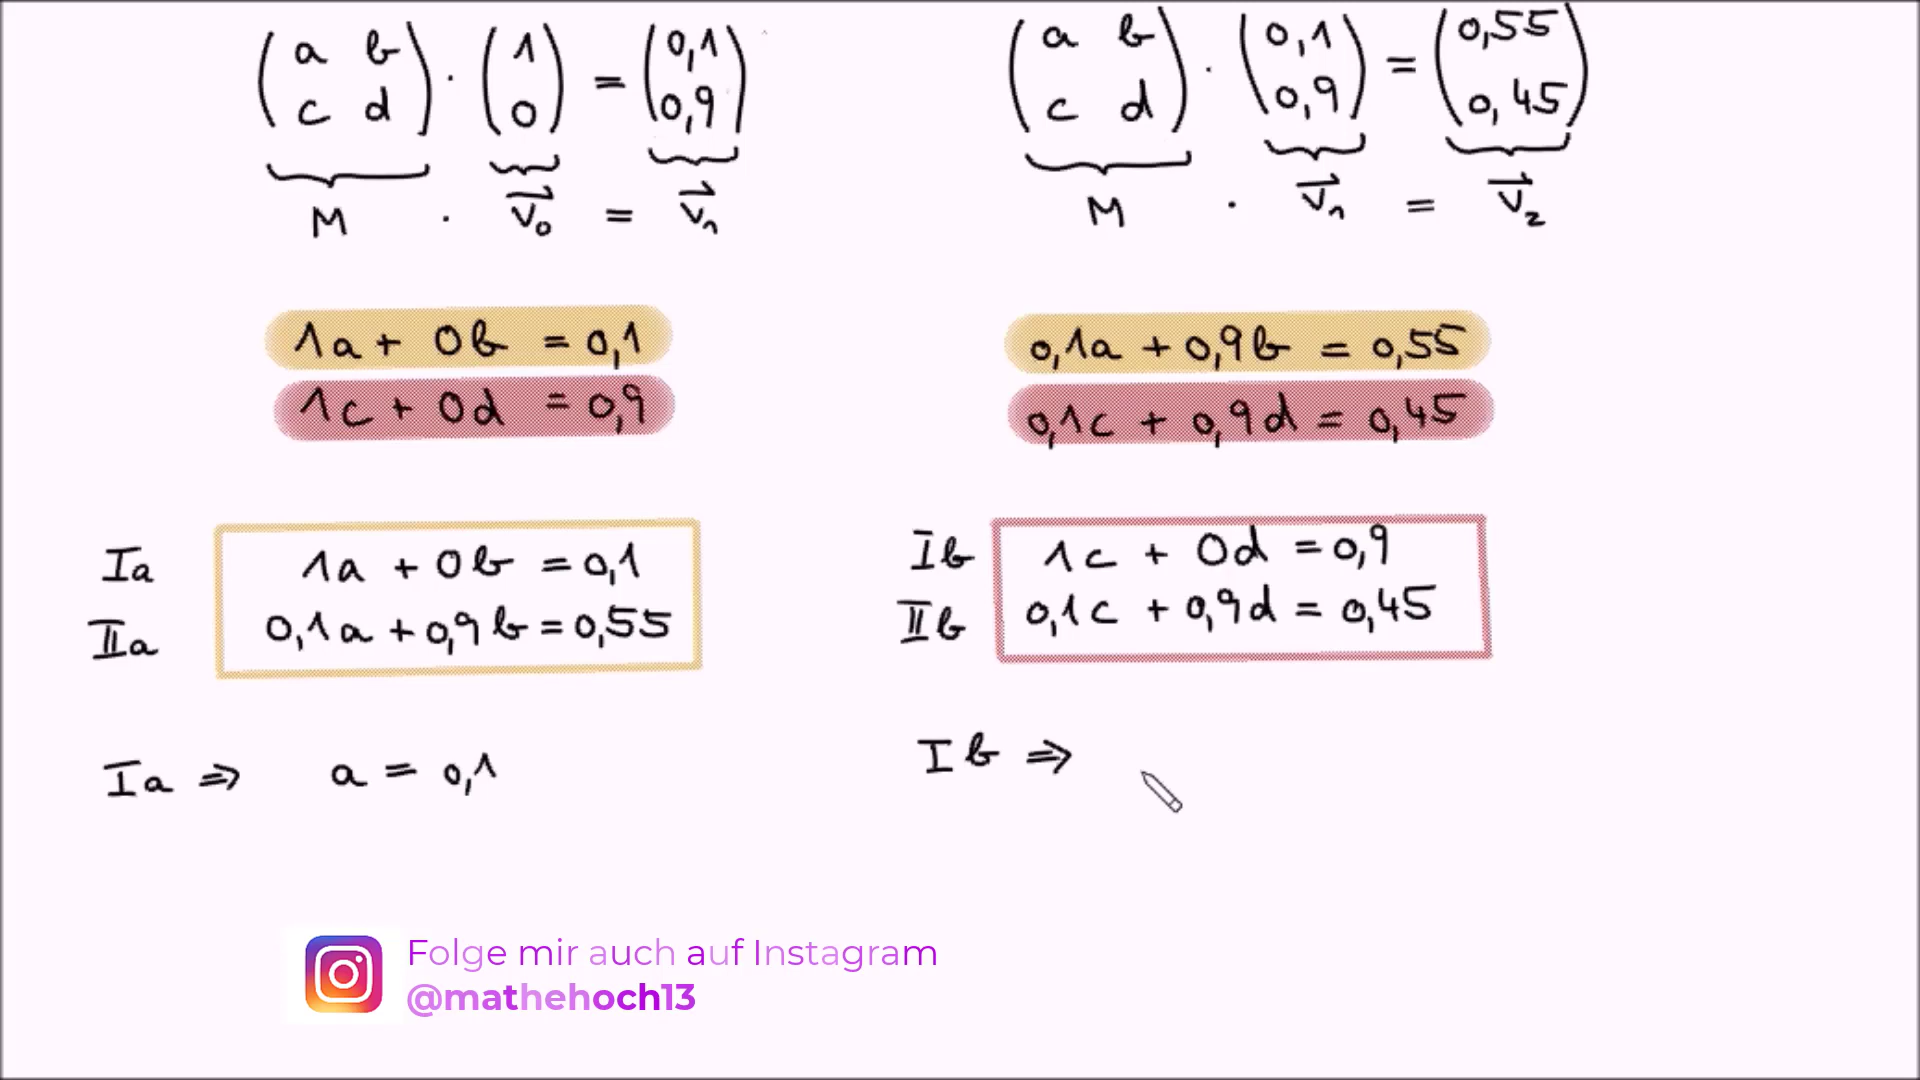 (a b / c d) · (1 / 0) = (0,1 / 0,9)
M · v₀ = v₁
(a b / c d) · (0,1 / 0,9) = (0,55 / 0,45)
M · v₁ = v₂
1a + 0b = 0,1
1c + 0d = 0,9
0,1a + 0,9b = 0,55
0,1c + 0,9d = 0,45
Ia 1a + 0b = 0,1
IIa 0,1a + 0,9b = 0,55
Ib 1c + 0d = 0,9
IIb 0,1c + 0,9d = 0,45
Ia ⇒ a = 0,1
Ib ⇒
Folge mir auch auf Instagram
@mathehoch13